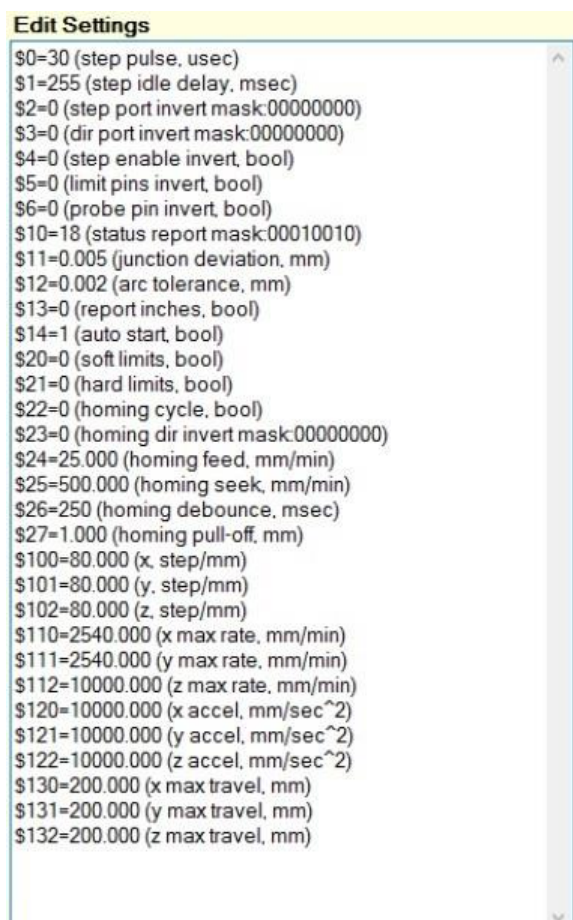 Edit Settings
$0=30 (step pulse, usec)
$1=255 (step idle delay, msec)
$2=0 (step port invert mask:00000000)
$3=0 (dir port invert mask:00000000)
$4=0 (step enable invert, bool)
$5=0 (limit pins invert, bool)
$6=0 (probe pin invert, bool)
$10=18 (status report mask:00010010)
$11=0.005 (junction deviation, mm)
$12=0.002 (arc tolerance, mm)
$13=0 (report inches, bool)
$14=1 (auto start, bool)
$20=0 (soft limits, bool)
$21=0 (hard limits, bool)
$22=0 (homing cycle, bool)
$23=0 (homing dir invert mask:00000000)
$24=25.000 (homing feed, mm/min)
$25=500.000 (homing seek, mm/min)
$26=250 (homing debounce, msec)
$27=1.000 (homing pull-off, mm)
$100=80.000 (x, step/mm)
$101=80.000 (y, step/mm)
$102=80.000 (z, step/mm)
$110=2540.000 (x max rate, mm/min)
$111=2540.000 (y max rate, mm/min)
$112=10000.000 (z max rate, mm/min)
$120=10000.000 (x accel, mm/sec^2)
$121=10000.000 (y accel, mm/sec^2)
$122=10000.000 (z accel, mm/sec^2)
$130=200.000 (x max travel, mm)
$131=200.000 (y max travel, mm)
$132=200.000 (z max travel, mm)